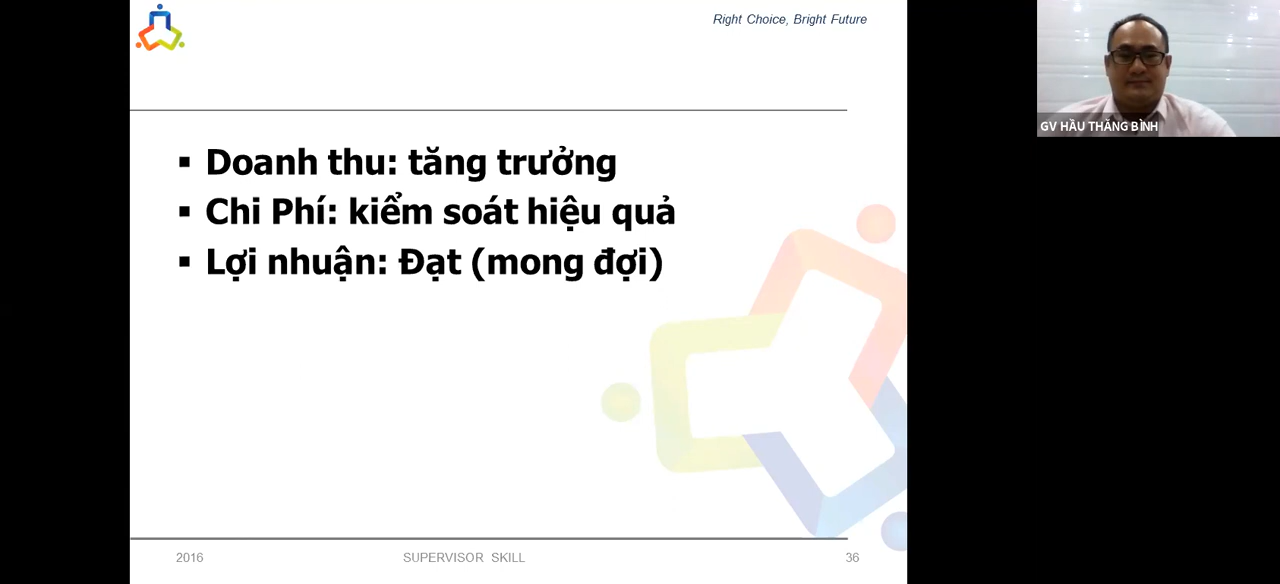 Right Choice, Bright Future
GV HẦU THĂNG BÌNH
▪ Doanh thu: tăng trưởng
▪ Chi Phí: kiểm soát hiệu quả
▪ Lợi nhuận: Đạt (mong đợi)
2016 SUPERVISOR SKILL 36